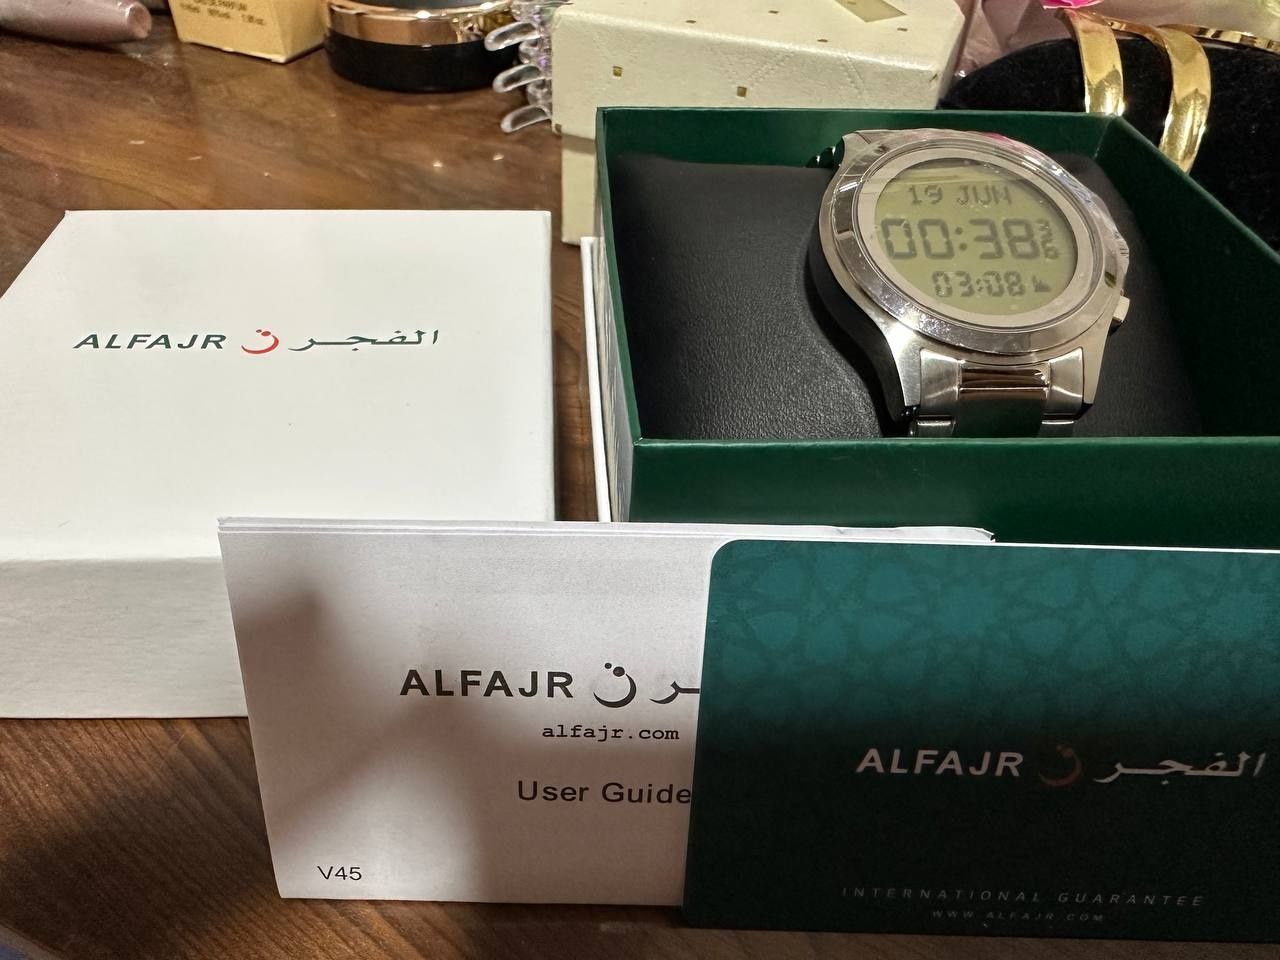 19 JUN
00:38
36
03:08
ALFAJR الفجر
ALFAJR
alfajr.com
User Guide
V45
ALFAJR الفجر
INTERNATIONAL GUARANTEE
WWW.ALFAJR.COM